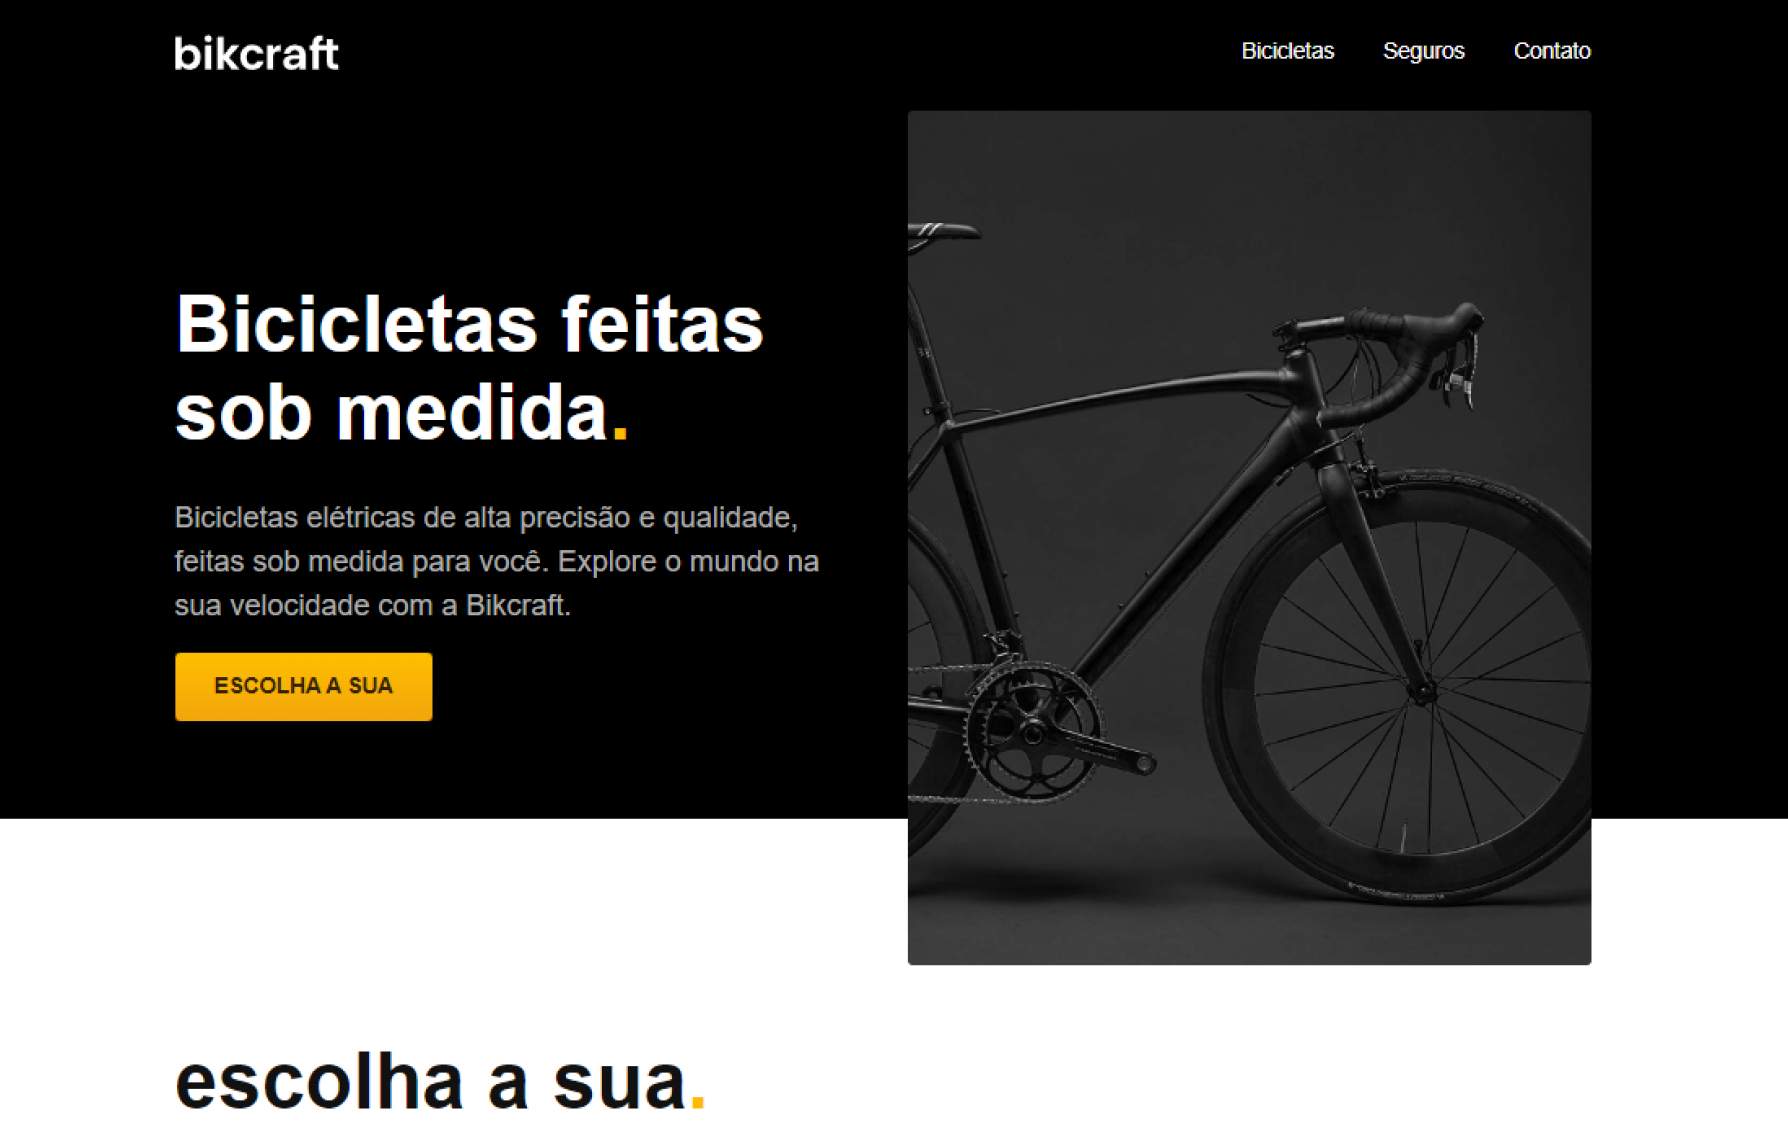 bikcraft
Bicicletas
Seguros
Contato
Bicicletas feitas
sob medida.
Bicicletas elétricas de alta precisão e qualidade,
feitas sob medida para você. Explore o mundo na
sua velocidade com a Bikcraft.
ESCOLHA A SUA
escolha a sua.